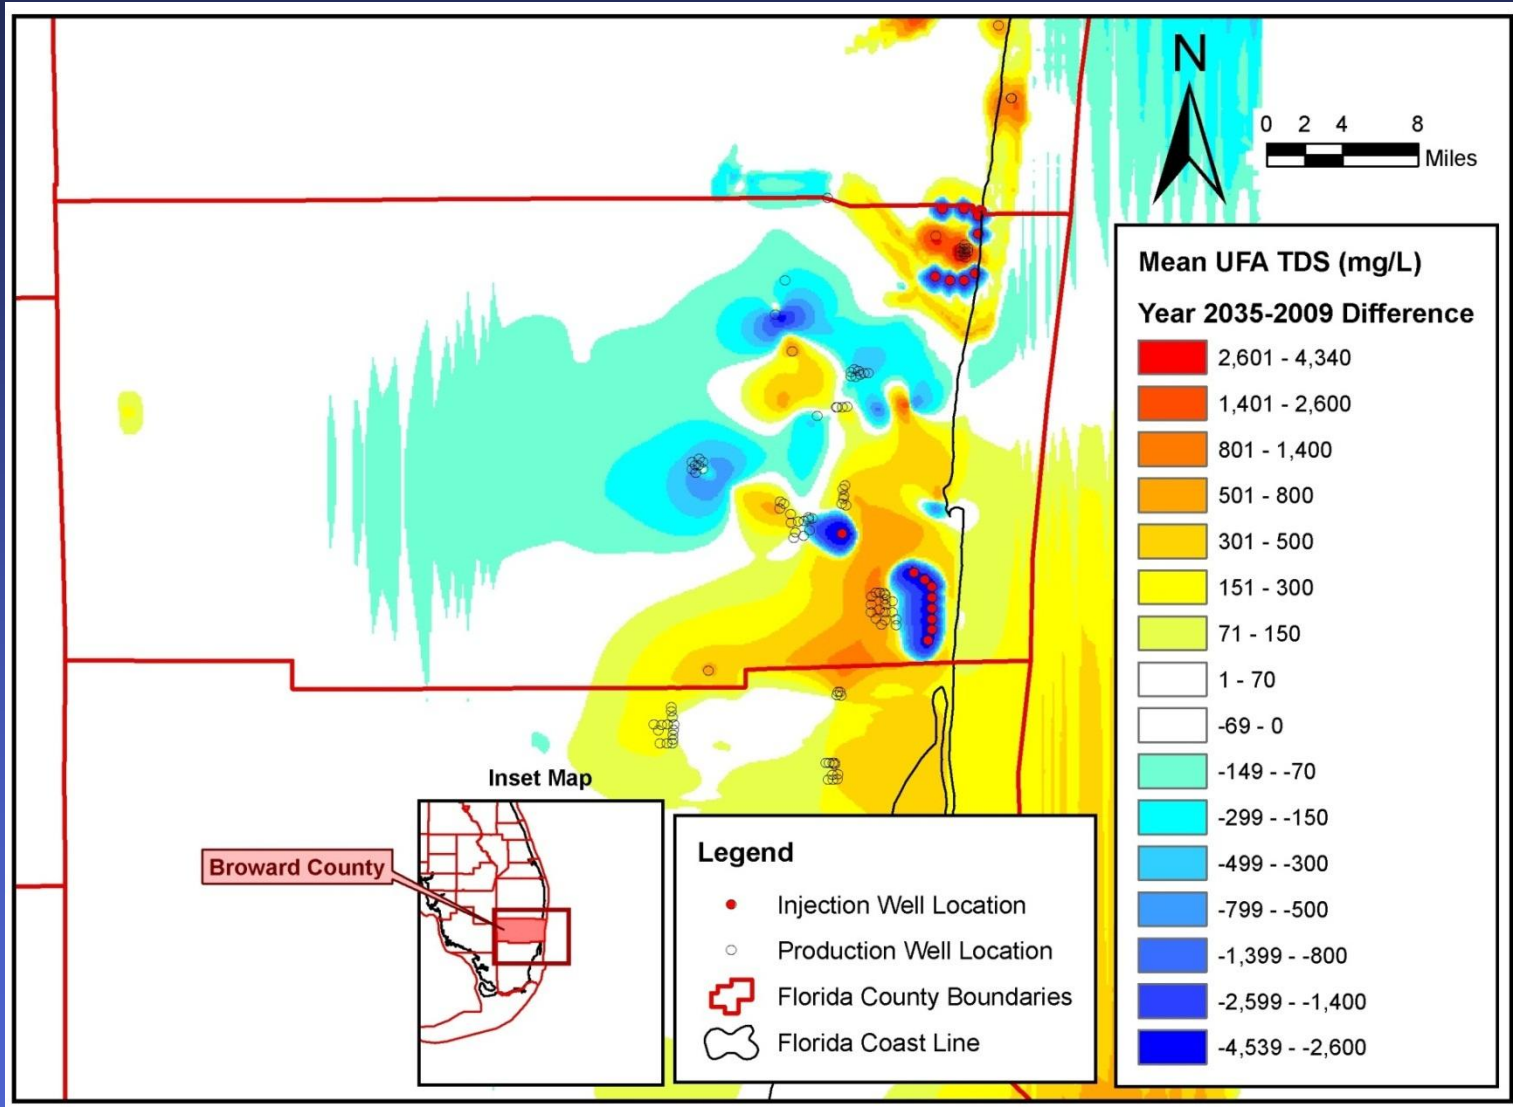 N
0 2 4 8
Miles
Mean UFA TDS (mg/L)
Year 2035-2009 Difference
2,601 - 4,340
1,401 - 2,600
801 - 1,400
501 - 800
301 - 500
151 - 300
71 - 150
1 - 70
-69 - 0
-149 - -70
-299 - -150
-499 - -300
-799 - -500
-1,399 - -800
-2,599 - -1,400
-4,539 - -2,600
Inset Map
Broward County
Legend
Injection Well Location
Production Well Location
Florida County Boundaries
Florida Coast Line